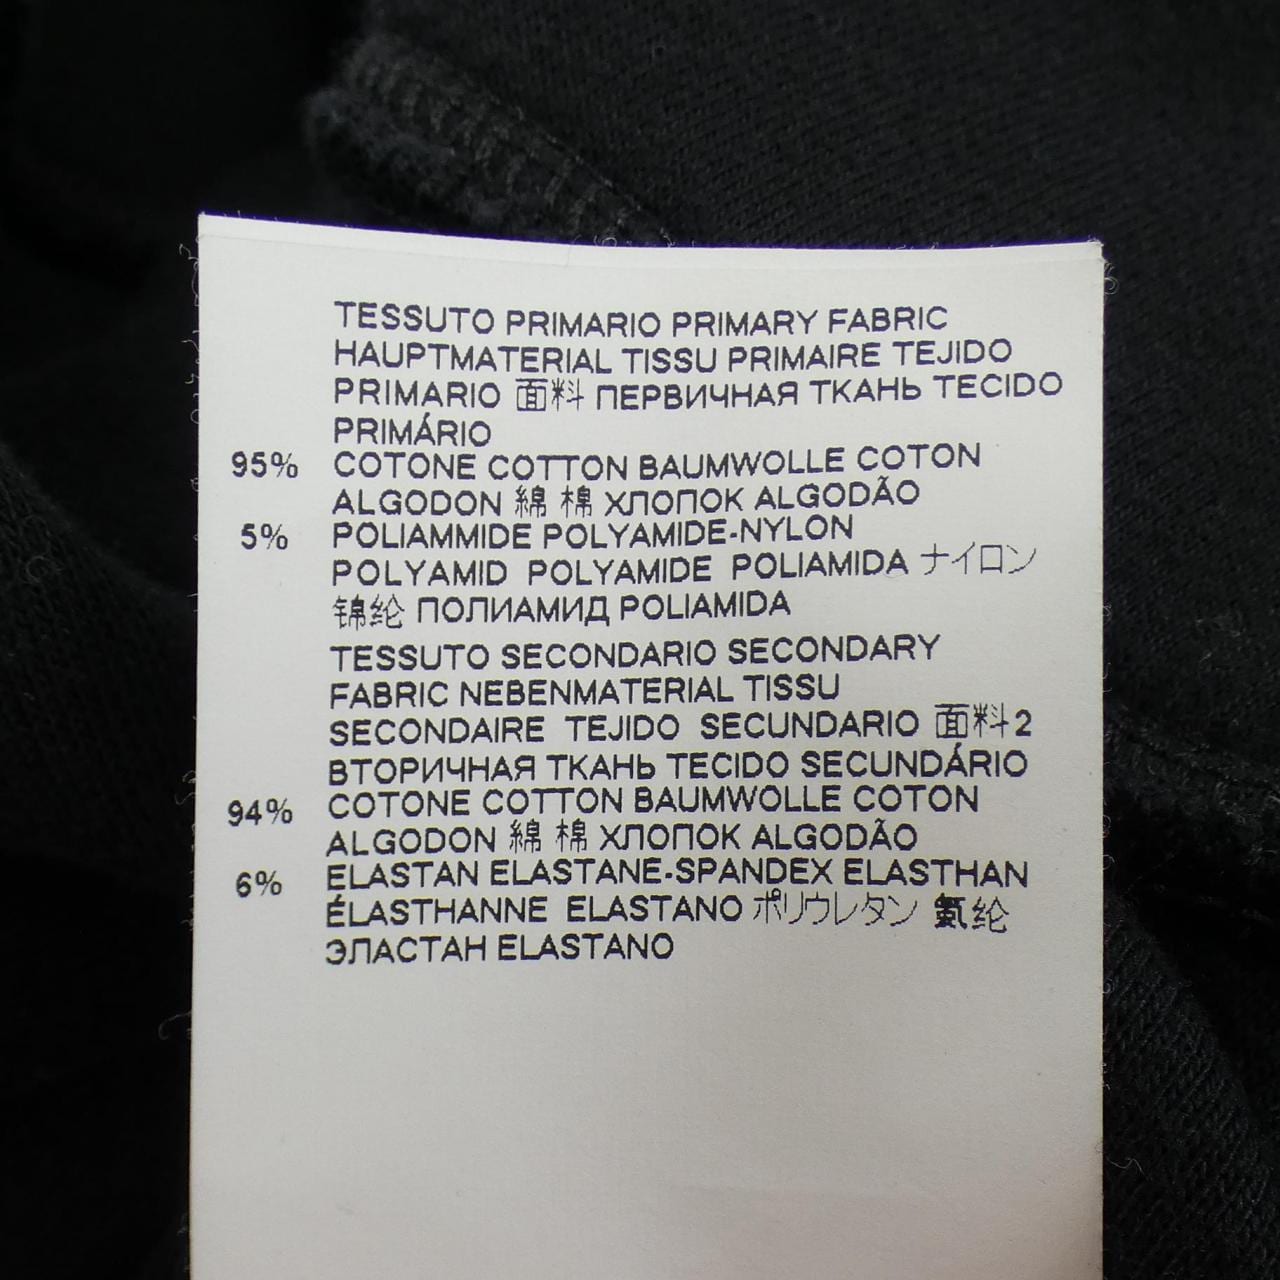 TESSUTO PRIMARIO PRIMARY FABRIC
HAUPTMATERIAL TISSU PRIMAIRE TEJIDO
PRIMARIO 面料 ПЕРВИЧНАЯ ТКАНЬ TECIDO
PRIMÁRIO
95% COTONE COTTON BAUMWOLLE COTON
ALGODON 綿 棉 ХЛОПОК ALGODÃO
5% POLIAMMIDE POLYAMIDE-NYLON
POLYAMID POLYAMIDE POLIAMIDA ナイロン
锦纶 ПОЛИАМИД POLIAMIDA
TESSUTO SECONDARIO SECONDARY
FABRIC NEBENMATERIAL TISSU
SECONDAIRE TEJIDO SECUNDARIO 面料2
ВТОРИЧНАЯ ТКАНЬ TECIDO SECUNDÁRIO
94% COTONE COTTON BAUMWOLLE COTON
ALGODON 綿 棉 ХЛОПОК ALGODÃO
6% ELASTAN ELASTANE-SPANDEX ELASTHAN
ÉLASTHANNE ELASTANO ポリウレタン 氨纶
ЭЛАСТАН ELASTANO